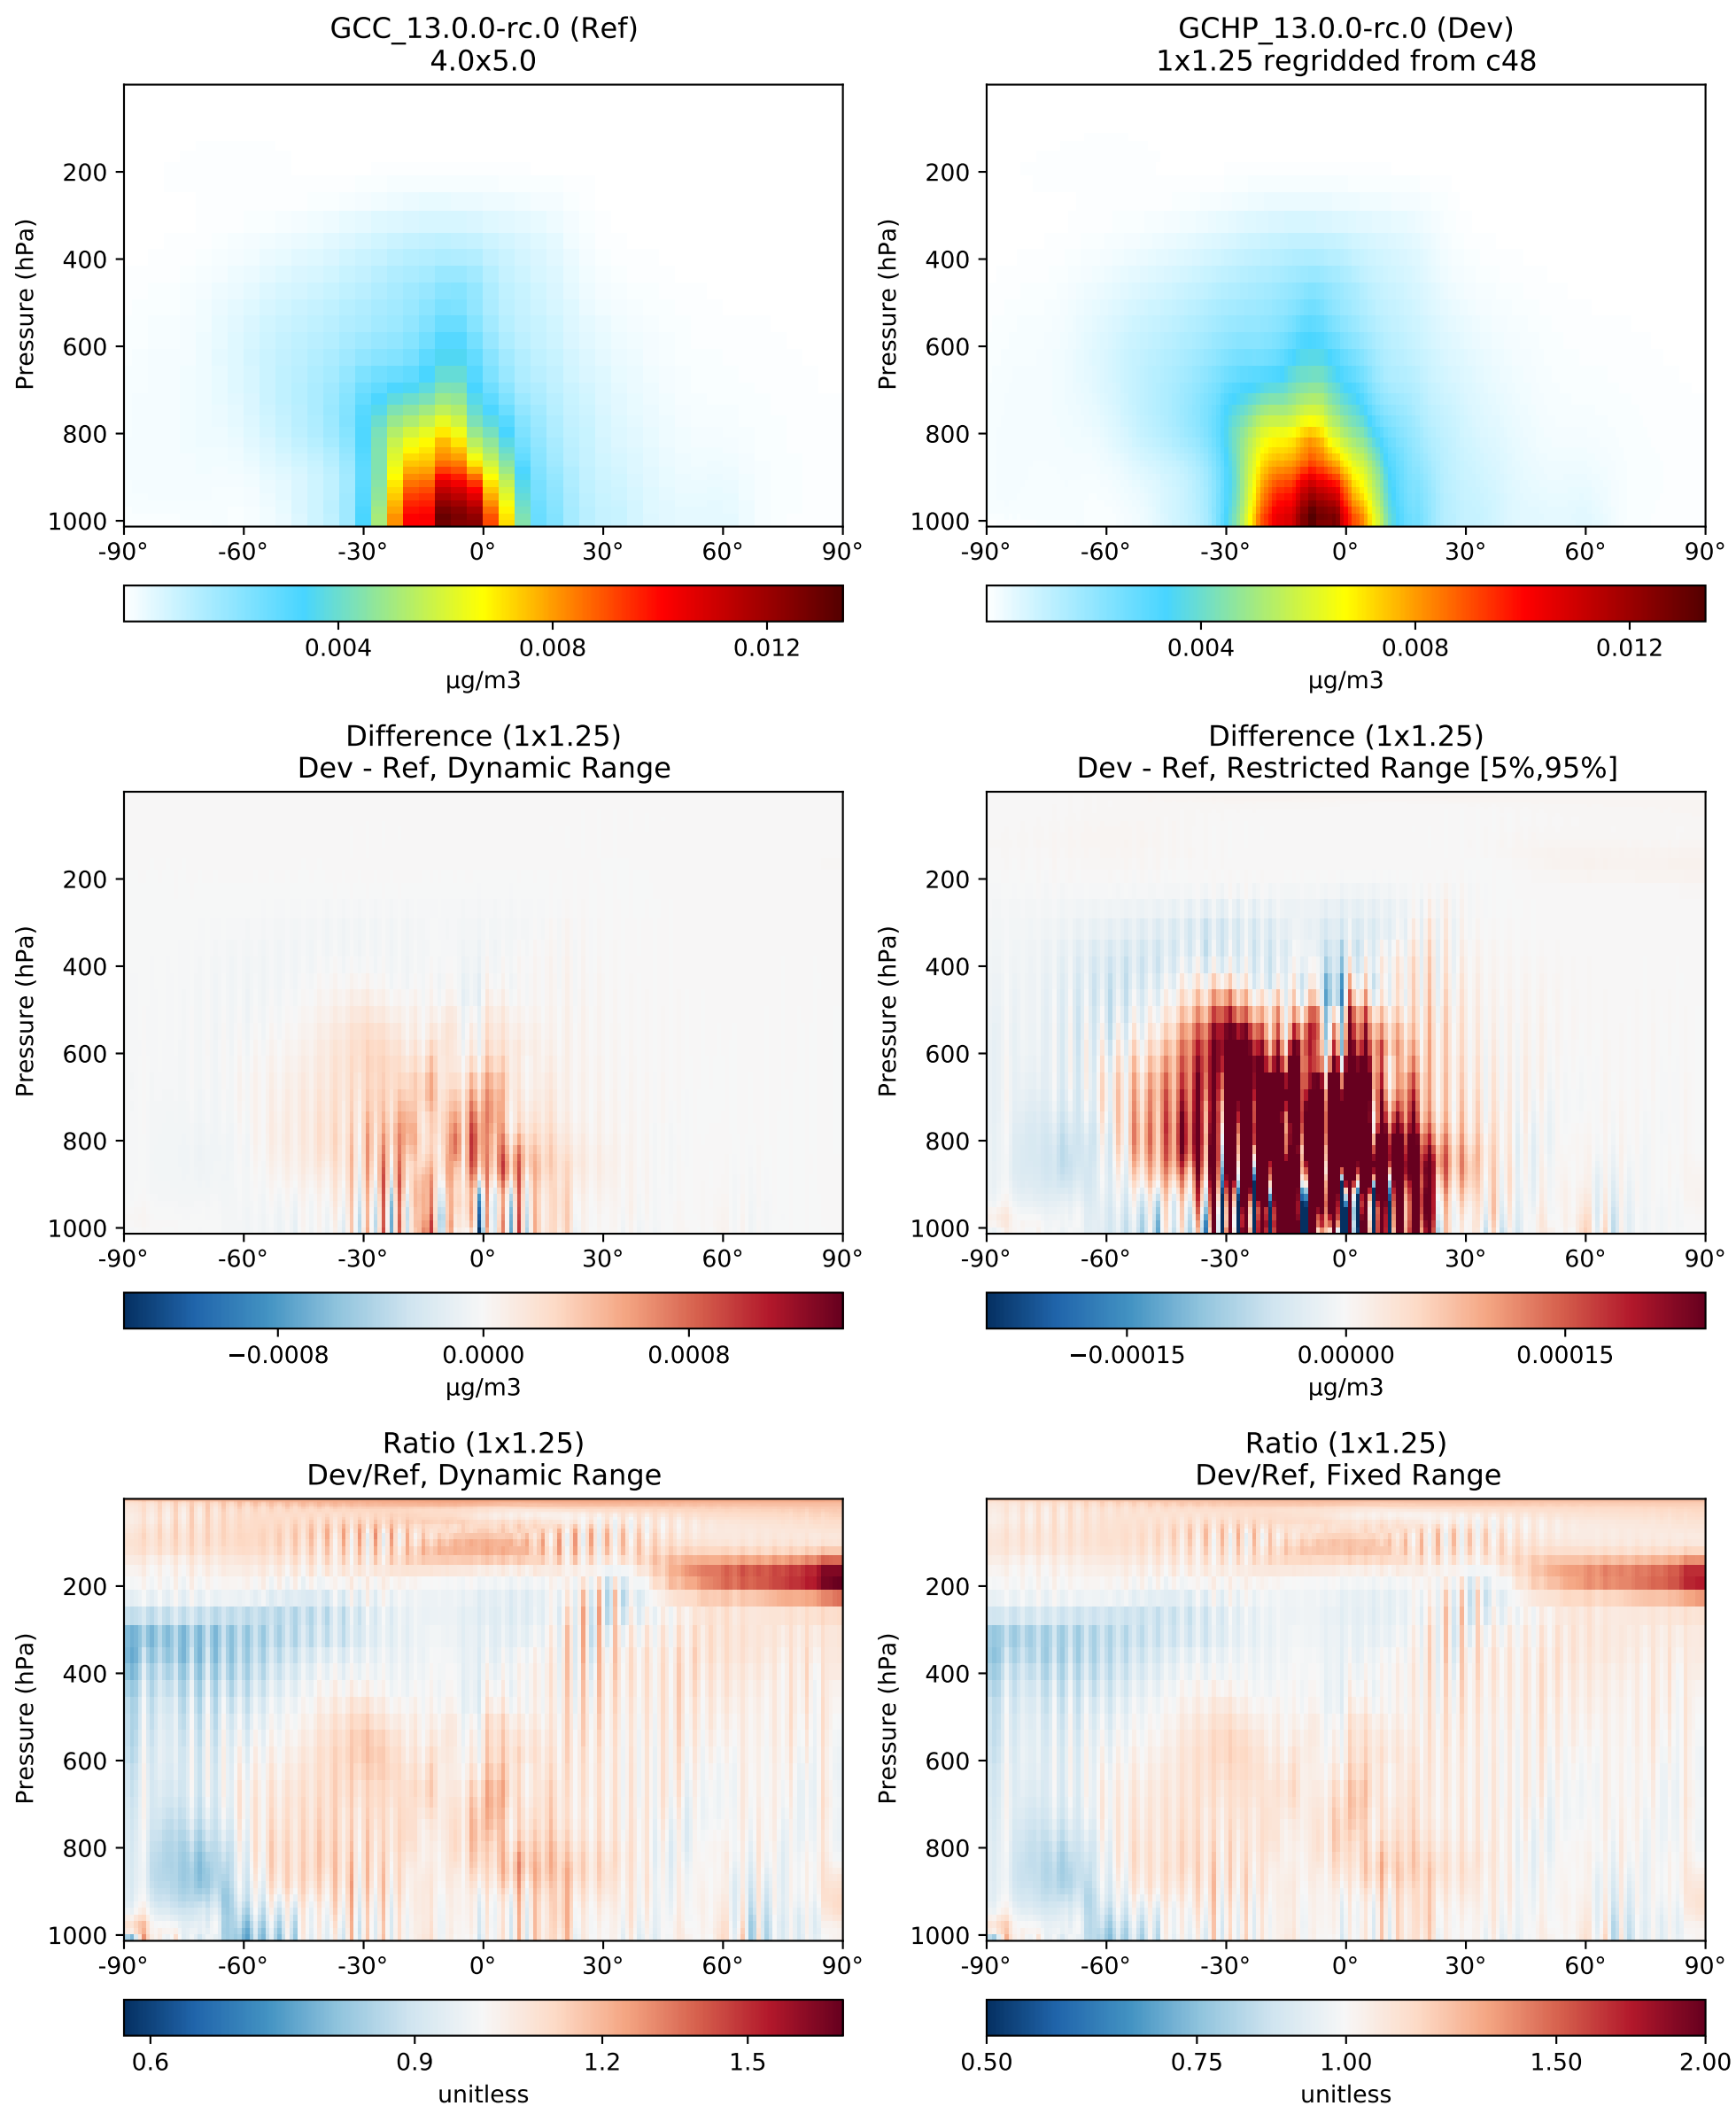 GCC_13.0.0-rc.0 (Ref)
4.0x5.0
Pressure (hPa)
200
400
600
800
1000
-90° -60° -30° 0° 30° 60° 90°
0.004 0.008 0.012
µg/m3
GCHP_13.0.0-rc.0 (Dev)
1x1.25 regridded from c48
Pressure (hPa)
200
400
600
800
1000
-90° -60° -30° 0° 30° 60° 90°
0.004 0.008 0.012
µg/m3
Difference (1x1.25)
Dev - Ref, Dynamic Range
Pressure (hPa)
200
400
600
800
1000
-90° -60° -30° 0° 30° 60° 90°
−0.0008 0.0000 0.0008
µg/m3
Difference (1x1.25)
Dev - Ref, Restricted Range [5%,95%]
Pressure (hPa)
200
400
600
800
1000
-90° -60° -30° 0° 30° 60° 90°
−0.00015 0.00000 0.00015
µg/m3
Ratio (1x1.25)
Dev/Ref, Dynamic Range
Pressure (hPa)
200
400
600
800
1000
-90° -60° -30° 0° 30° 60° 90°
0.6 0.9 1.2 1.5
unitless
Ratio (1x1.25)
Dev/Ref, Fixed Range
Pressure (hPa)
200
400
600
800
1000
-90° -60° -30° 0° 30° 60° 90°
0.50 0.75 1.00 1.50 2.00
unitless